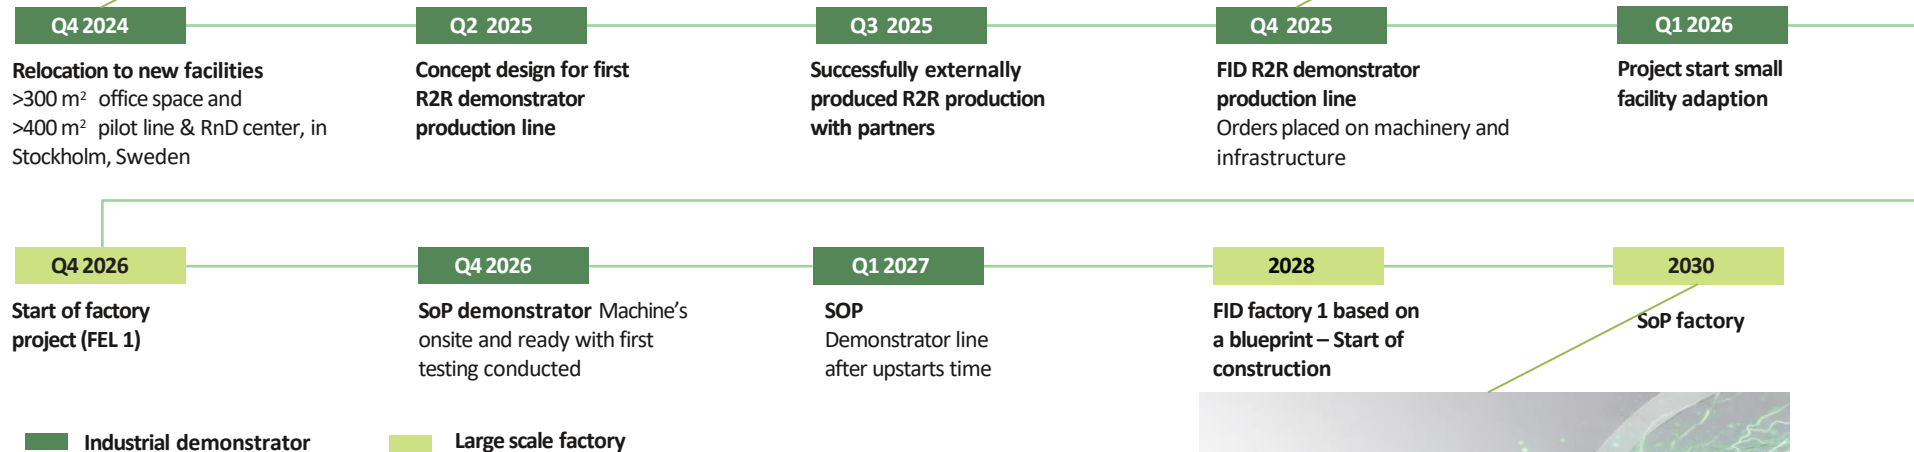 Q4 2024
Relocation to new facilities
>300 m² office space and
>400 m² pilot line & RnD center, in
Stockholm, Sweden
Q2 2025
Concept design for first
R2R demonstrator
production line
Q3 2025
Successfully externally
produced R2R production
with partners
Q4 2025
FID R2R demonstrator
production line
Orders placed on machinery and
infrastructure
Q1 2026
Project start small
facility adaption
Q4 2026
Start of factory
project (FEL 1)
Q4 2026
SoP demonstrator Machine's
onsite and ready with first
testing conducted
Q1 2027
SOP
Demonstrator line
after upstarts time
2028
FID factory 1 based on
a blueprint – Start of
construction
2030
SoP factory
Industrial demonstrator
Large scale factory